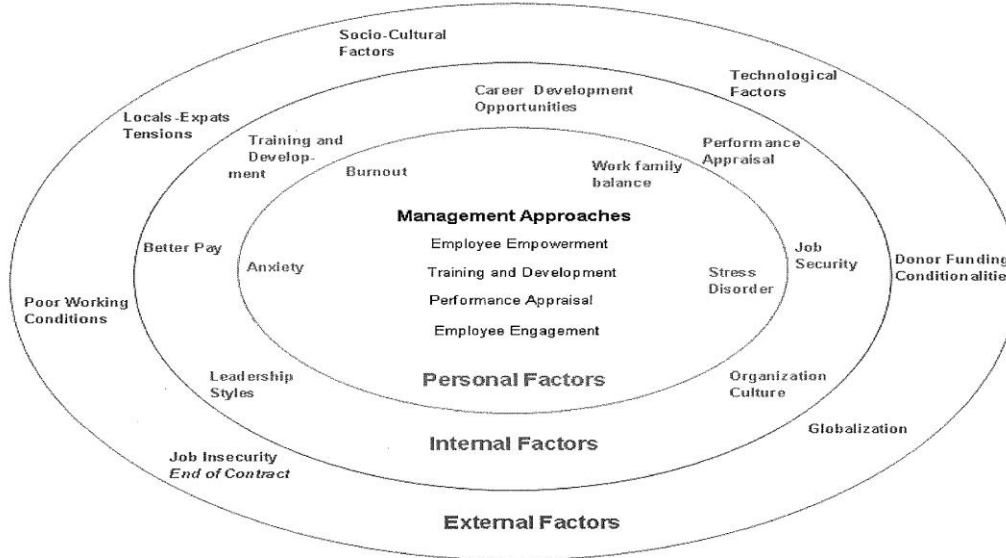 Socio-Cultural
Factors
Technological
Factors
Career Development
Opportunities
Locals-Expats
Tensions
Training and
Develop-
ment
Performance
Appraisal
Burnout
Work family
balance
Management Approaches
Employee Empowerment
Better Pay
Job
Security
Donor Funding
Conditionalitie
Anxiety
Training and Development
Stress
Disorder
Poor Working
Conditions
Performance Appraisal
Employee Engagement
Leadership
Styles
Personal Factors
Organization
Culture
Globalization
Internal Factors
Job Insecurity
End of Contract
External Factors